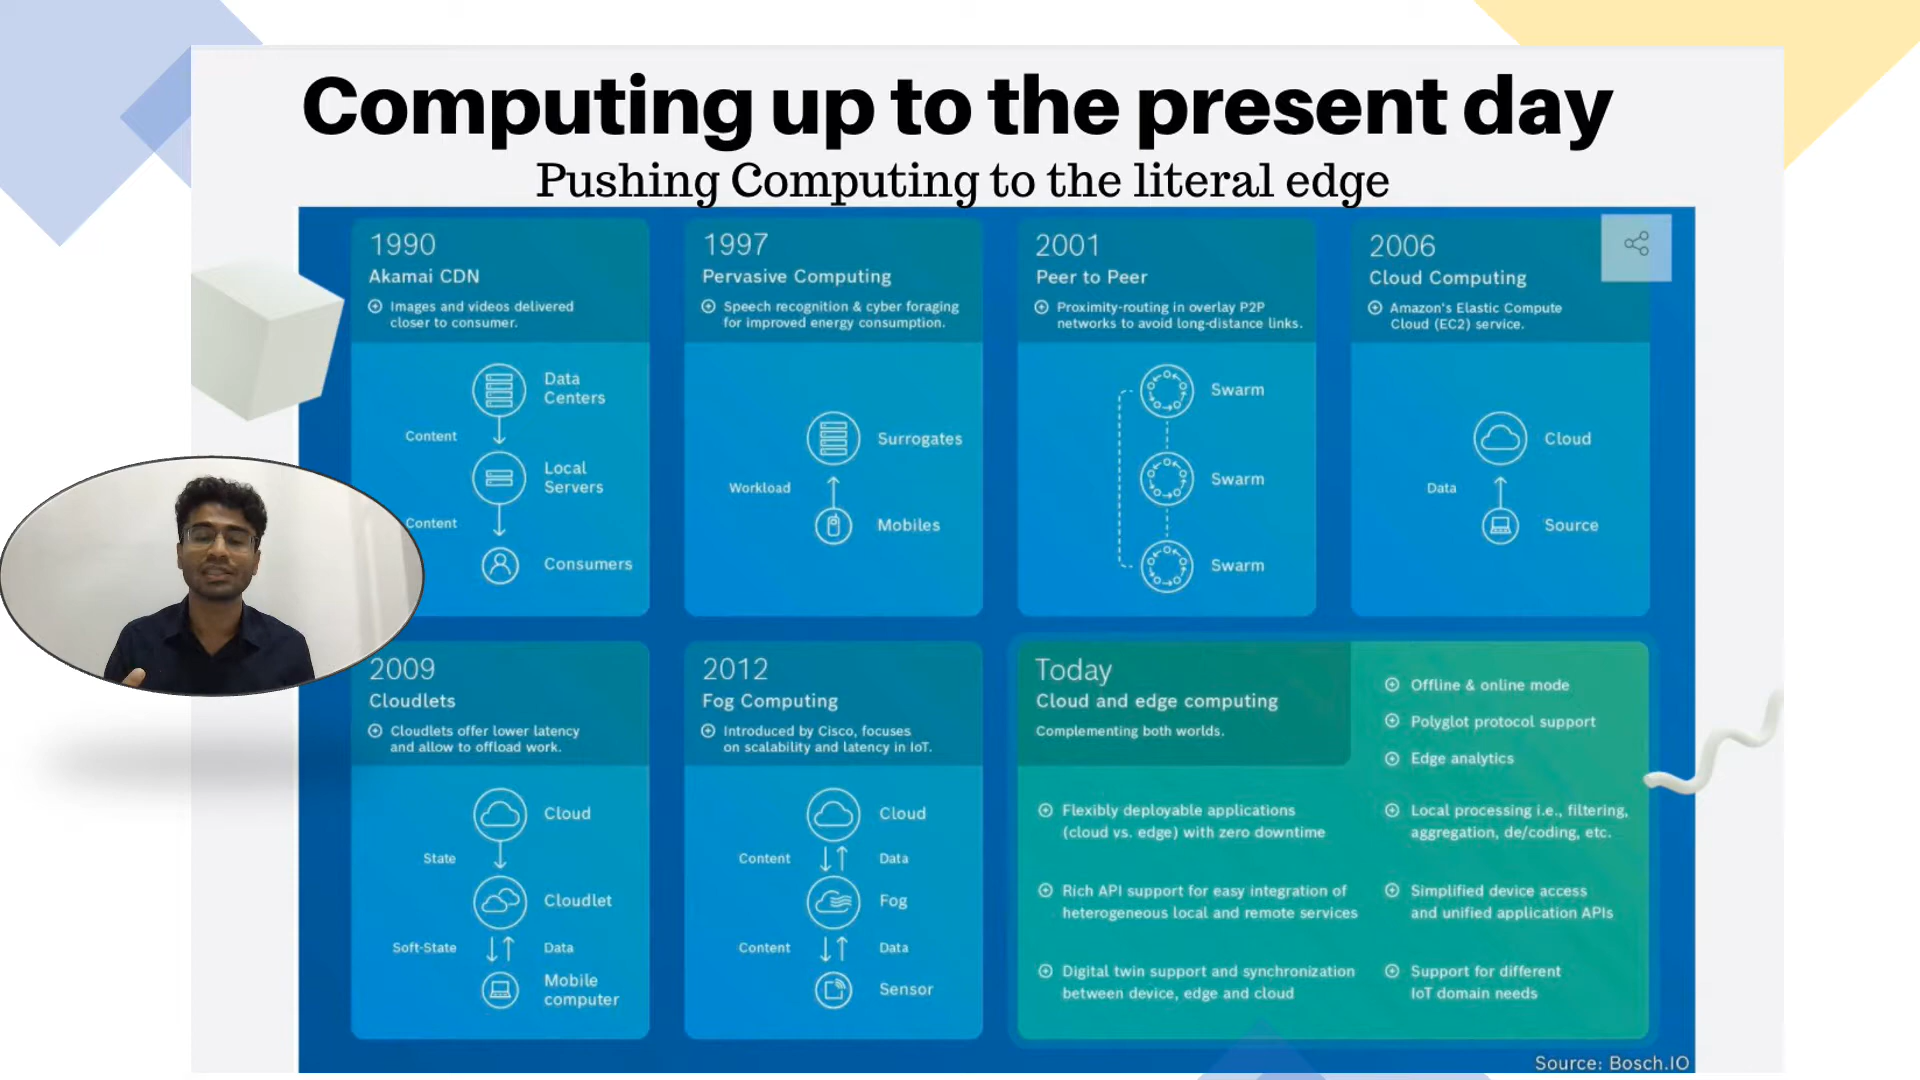 Computing up to the present day
Pushing Computing to the literal edge
1990
Akamai CDN
Images and videos delivered
closer to consumer.
Data
Centers
Content
Local
Servers
Content
Consumers
1997
Pervasive Computing
Speech recognition & cyber foraging
for improved energy consumption.
Surrogates
Workload
Mobiles
2001
Peer to Peer
Proximity-routing in overlay P2P
networks to avoid long-distance links.
Swarm
Swarm
Swarm
2006
Cloud Computing
Amazon's Elastic Compute
Cloud (EC2) service.
Cloud
Data
Source
2009
Cloudlets
Cloudlets offer lower latency
and allow to offload work.
Cloud
State
Cloudlet
Soft-State
Data
Mobile
computer
2012
Fog Computing
Introduced by Cisco, focuses
on scalability and latency in IoT.
Cloud
Content
Data
Fog
Content
Data
Sensor
Today
Cloud and edge computing
Complementing both worlds.
Flexibly deployable applications
(cloud vs. edge) with zero downtime
Rich API support for easy integration of
heterogeneous local and remote services
Digital twin support and synchronization
between device, edge and cloud
Offline & online mode
Polyglot protocol support
Edge analytics
Local processing i.e., filtering,
aggregation, de/coding, etc.
Simplified device access
and unified application APIs
Support for different
IoT domain needs
Source: Bosch.IO